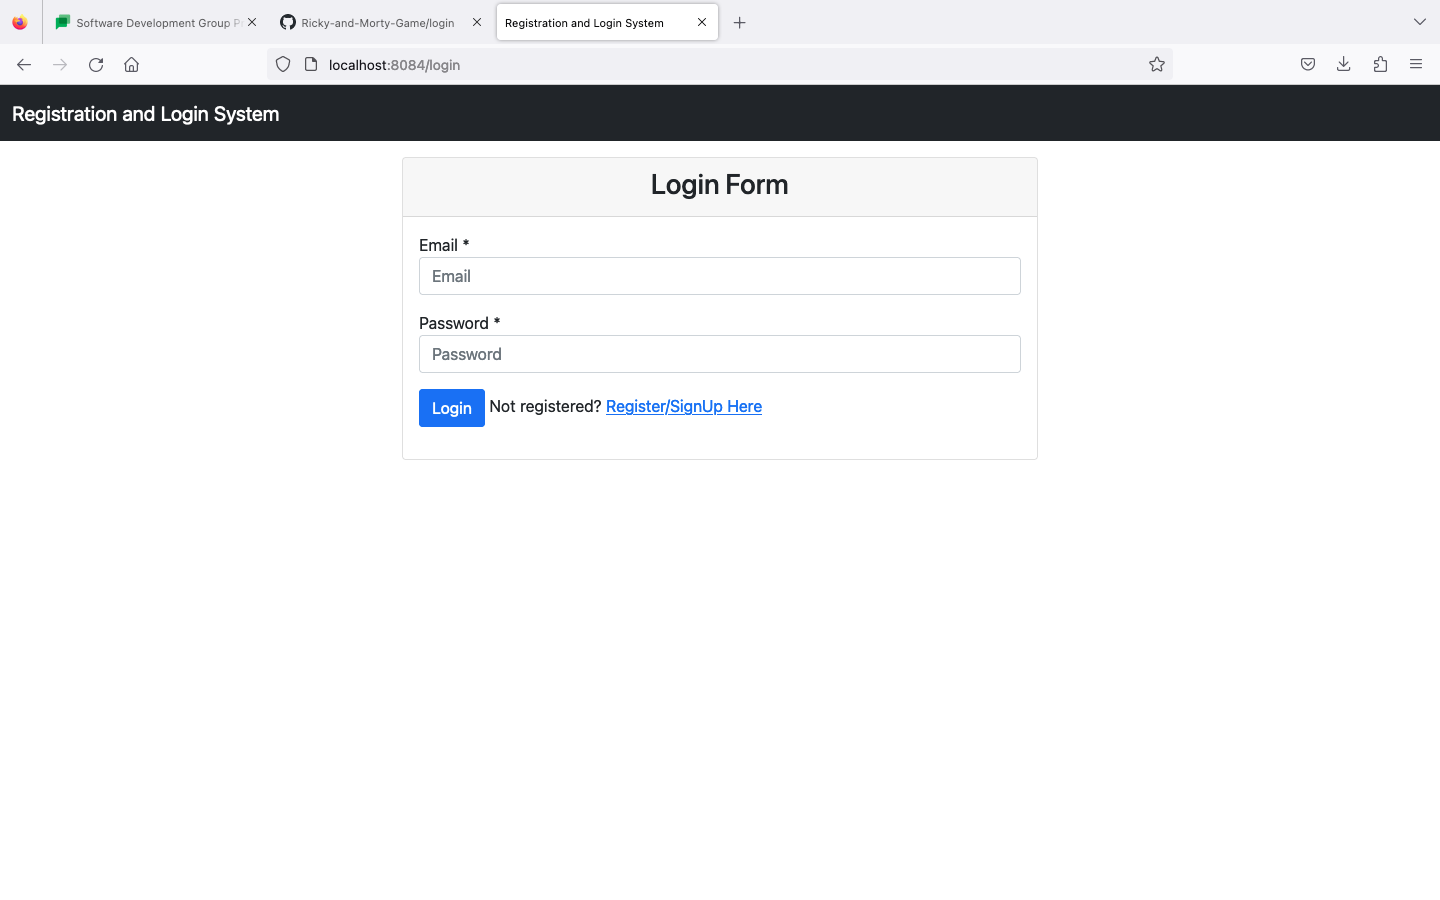 Software Development Group P
Ricky-and-Morty-Game/login
Registration and Login System
localhost:8084/login
Registration and Login System
Login Form
Email *
Email
Password *
Password
Login Not registered? Register/SignUp Here